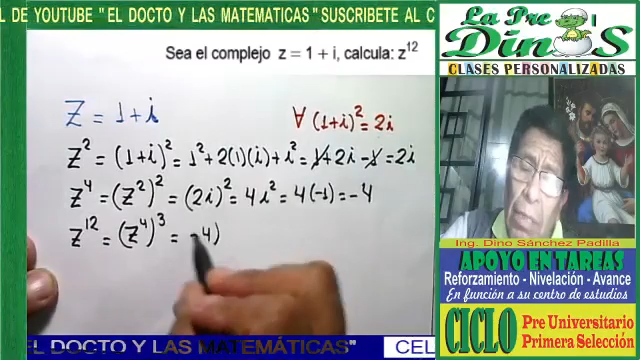 L DE YOUTUBE "EL DOCTO Y LAS MATEMATICAS" SUSCRIBETE AL C
La Pre
DinoS
CLASES PERSONALIZADAS
Sea el complejo z = 1 + i, calcula: z¹²
Z = 1+i
∀ (1+i)² = 2i
Z² = (1+i)² = 1² + 2(1)(i) + i² = 1 + 2i - 1 = 2i
Z⁴ = (Z²)² = (2i)² = 4i² = 4(-1) = -4
Z¹² = (Z⁴)³ = -4)
Ing. Dino Sánchez Padilla
APOYO EN TAREAS
Reforzamiento - Nivelación - Avance
En función a su centro de estudios
CICLO
Pre Universitario
Primera Selección
EL DOCTO Y LAS MATEMÁTICAS"
CEL